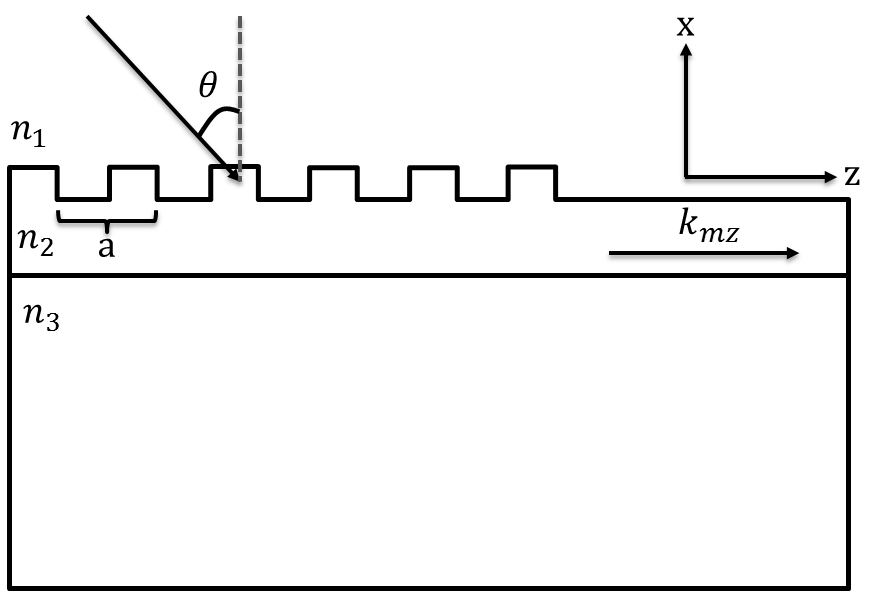 x
θ
n₁
z
a
n₂
kₘ𝑧
n₃